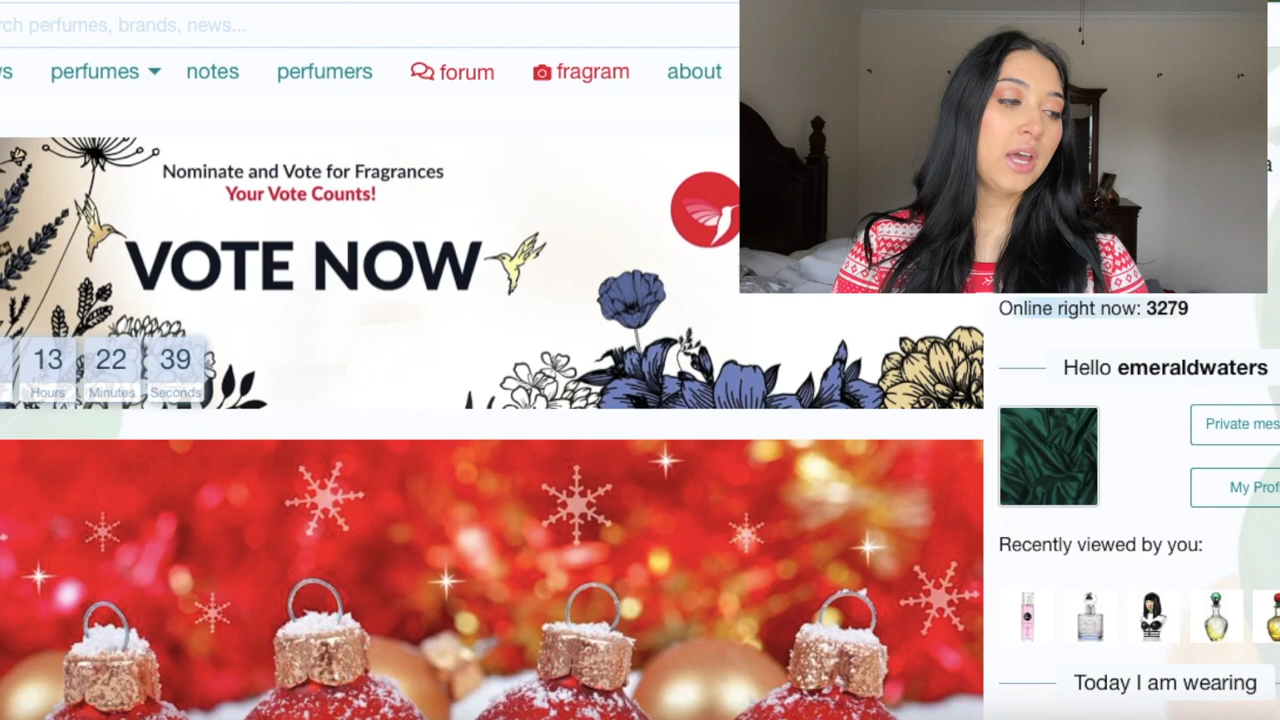 rch perfumes, brands, news...
ws perfumes notes perfumers forum fragram about
Nominate and Vote for Fragrances
Your Vote Counts!
VOTE NOW
13 22 39
Hours Minutes Seconds
a
Online right now: 3279
Hello emeraldwaters
Private mes
My Prof
Recently viewed by you:
Today I am wearing